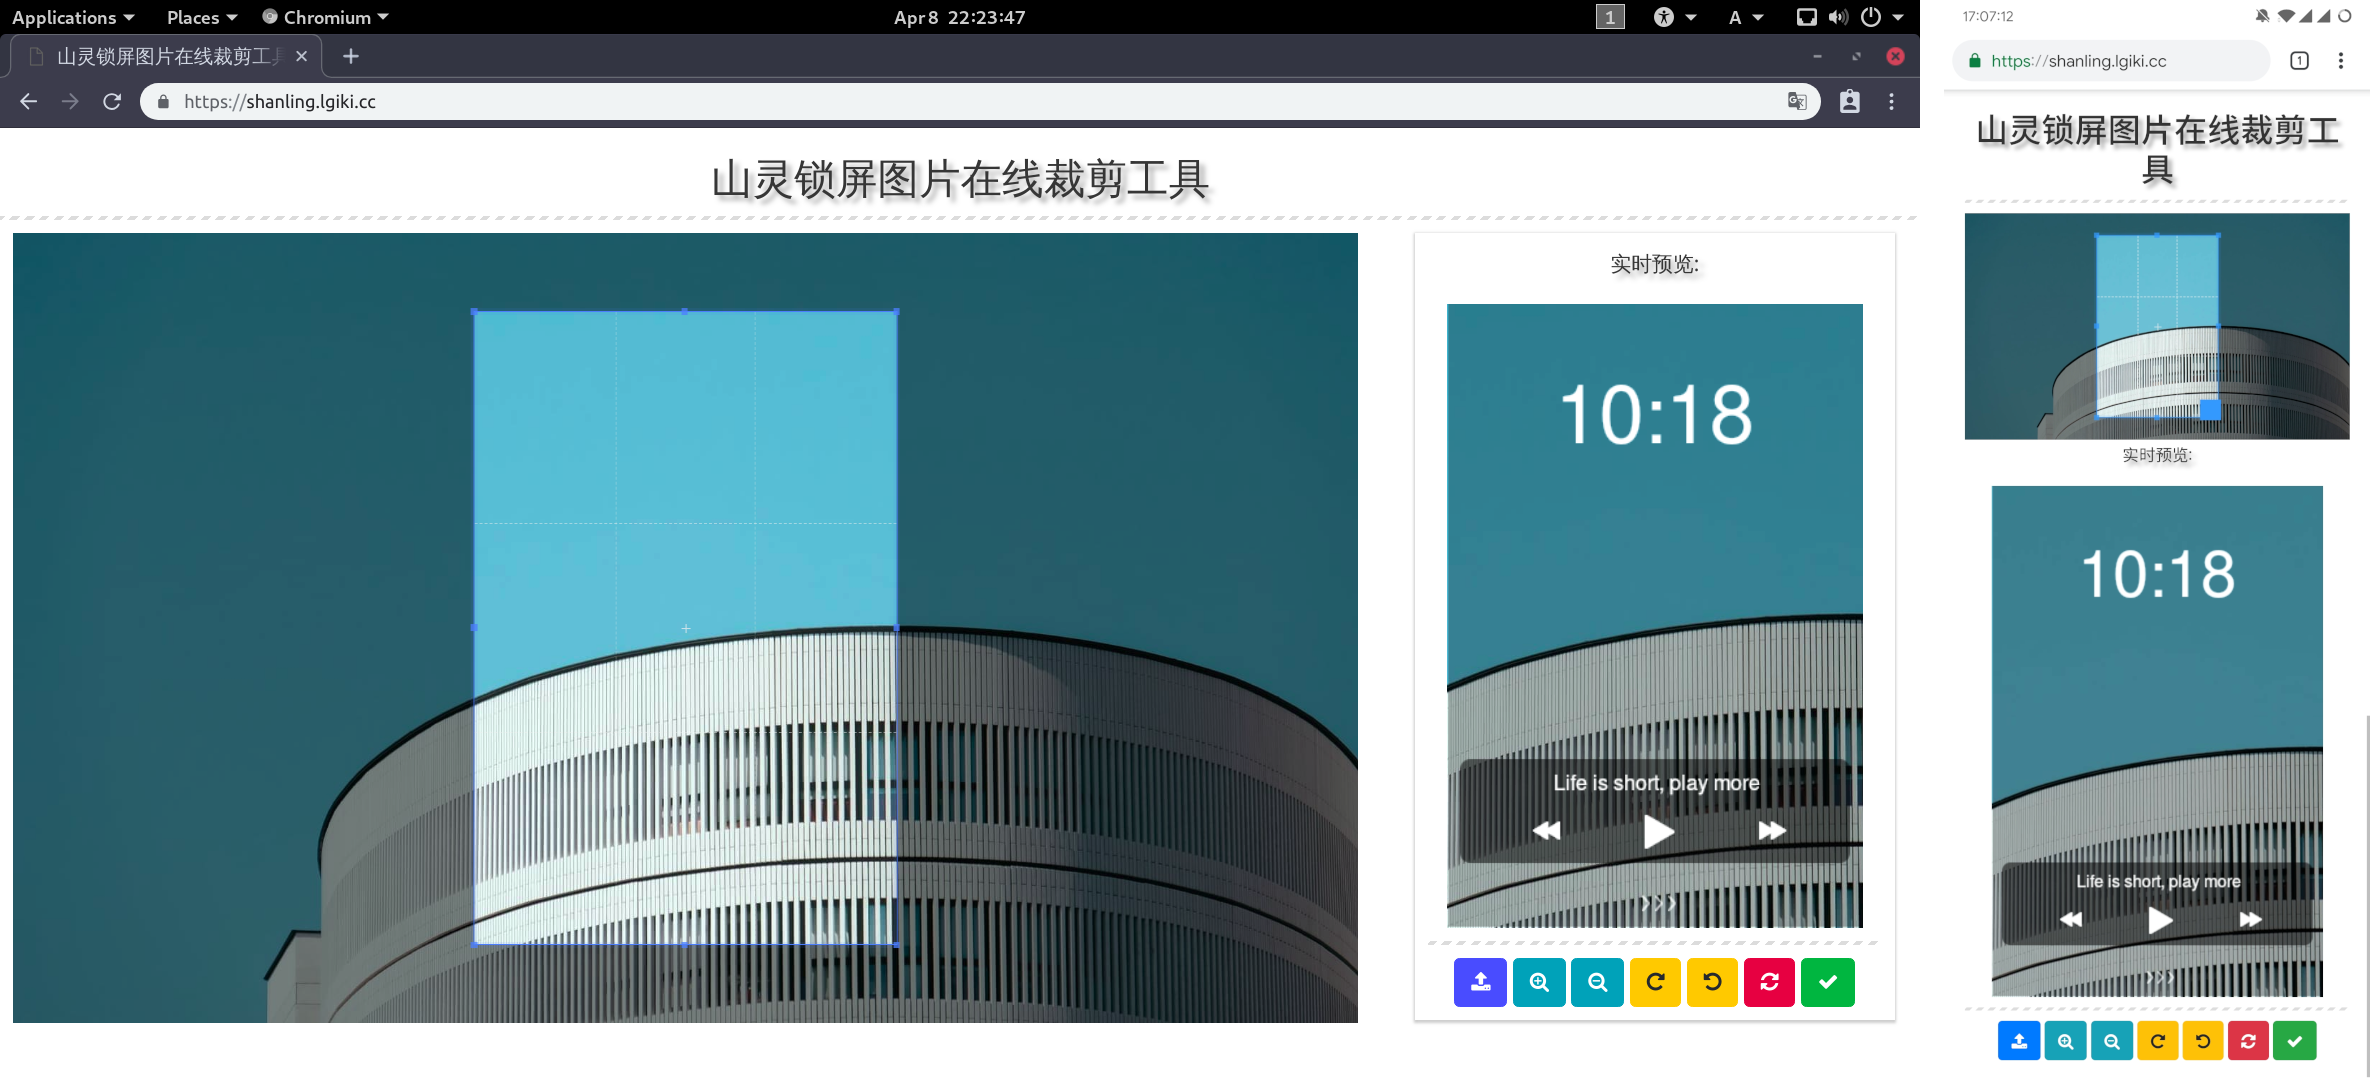 Applications
Places
Chromium
Apr 8 22:23:47
1
A
山灵锁屏图片在线裁剪工具
https://shanling.lgiki.cc
山灵锁屏图片在线裁剪工具
实时预览:
10:18
Life is short, play more
17:07:12
https://shanling.lgiki.cc
1
山灵锁屏图片在线裁剪工
具
实时预览:
10:18
Life is short, play more